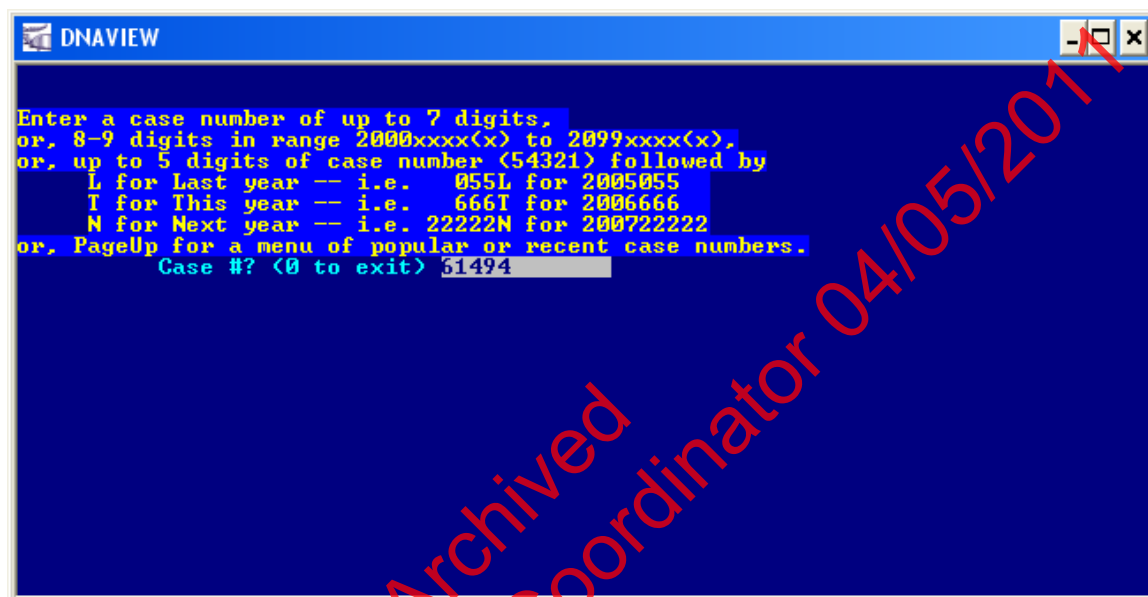 DNAVIEW
Enter a case number of up to 7 digits,
or, 8-9 digits in range 2000xxxx(x) to 2099xxxx(x),
or, up to 5 digits of case number (54321) followed by
L for Last year -- i.e. 055L for 2005055
T for This year -- i.e. 666T for 2006666
N for Next year -- i.e. 22222N for 200722222
or, PageUp for a menu of popular or recent case numbers.
Case #? (0 to exit) 61494
Archived
Coordinator 04/05/2011